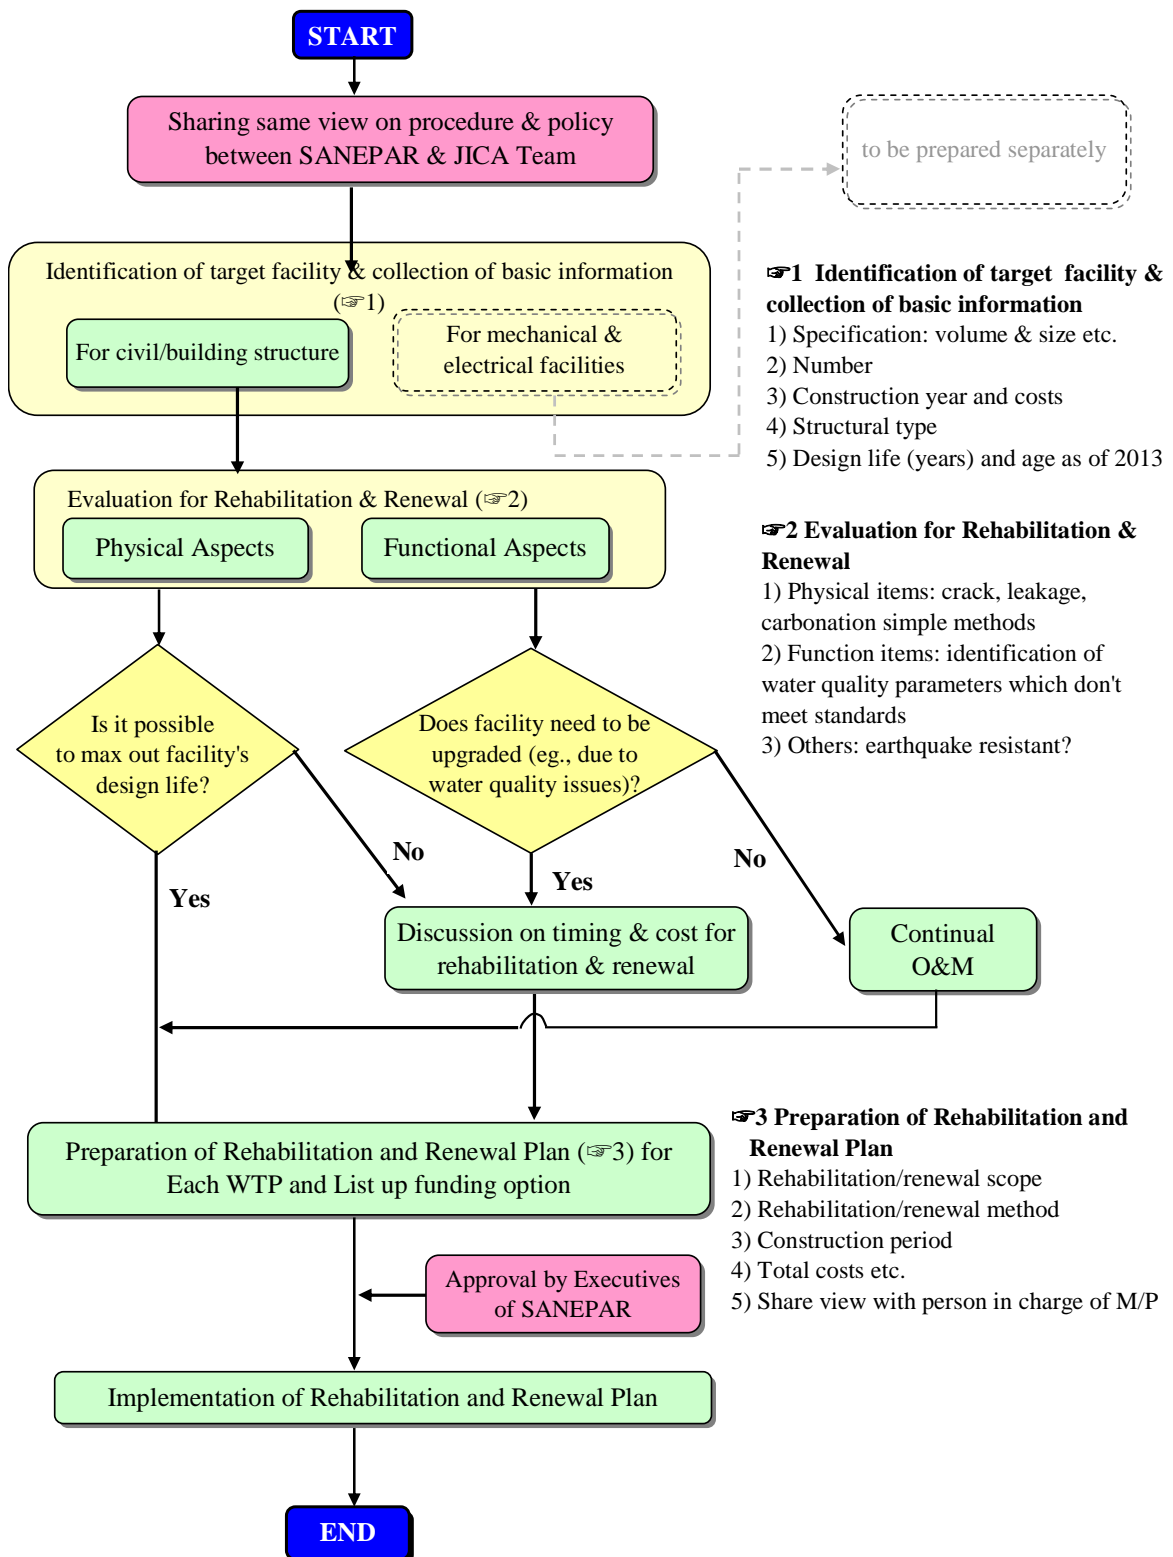 START
Sharing same view on procedure & policy
between SANEPAR & JICA Team
to be prepared separately
Identification of target facility & collection of basic information
(☞1)
For civil/building structure
For mechanical &
electrical facilities
☞1 Identification of target facility &
collection of basic information
1) Specification: volume & size etc.
2) Number
3) Construction year and costs
4) Structural type
5) Design life (years) and age as of 2013
Evaluation for Rehabilitation & Renewal (☞2)
Physical Aspects
Functional Aspects
☞2 Evaluation for Rehabilitation &
Renewal
1) Physical items: crack, leakage,
carbonation simple methods
2) Function items: identification of
water quality parameters which don't
meet standards
3) Others: earthquake resistant?
Is it possible
to max out facility's
design life?
Does facility need to be
upgraded (eg., due to
water quality issues)?
No
Yes
Yes
No
Discussion on timing & cost for
rehabilitation & renewal
Continual
O&M
Preparation of Rehabilitation and Renewal Plan (☞3) for
Each WTP and List up funding option
☞3 Preparation of Rehabilitation and
Renewal Plan
1) Rehabilitation/renewal scope
2) Rehabilitation/renewal method
3) Construction period
4) Total costs etc.
5) Share view with person in charge of M/P
Approval by Executives
of SANEPAR
Implementation of Rehabilitation and Renewal Plan
END